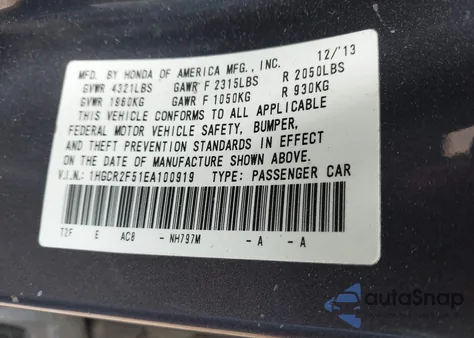 MFD. BY HONDA OF AMERICA MFG., INC. 12/'13
GVWR 4321LBS GAWR F 2315LBS R 2050LBS
GVWR 1960KG GAWR F 1050KG R 930KG
THIS VEHICLE CONFORMS TO ALL APPLICABLE
FEDERAL MOTOR VEHICLE SAFETY, BUMPER,
AND THEFT PREVENTION STANDARDS IN EFFECT
ON THE DATE OF MANUFACTURE SHOWN ABOVE.
V.I.N.: 1HGCR2F51EA100919 TYPE: PASSENGER CAR
T2F E AC8 - NH797M - A - A
autoSnap